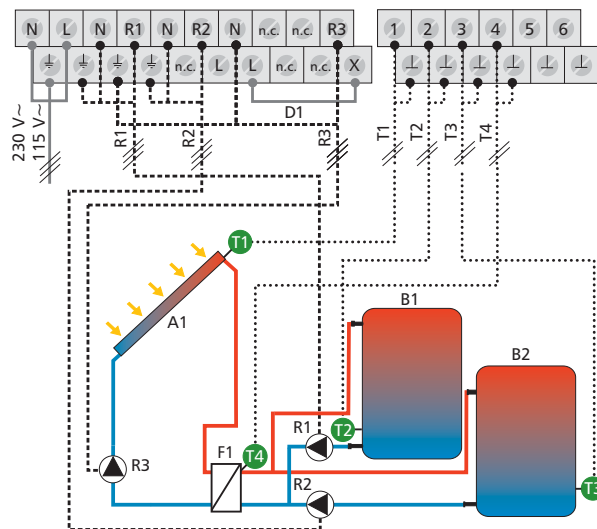 N L N R1 N R2 N n.c. n.c. R3
n.c. L L n.c. n.c. X
1 2 3 4 5 6
230 V~
115 V~
R1
R2
D1
R3
T1
T2
T3
T4
T1
A1
B1
B2
R1
T2
F1
T4
R3
R2
T3